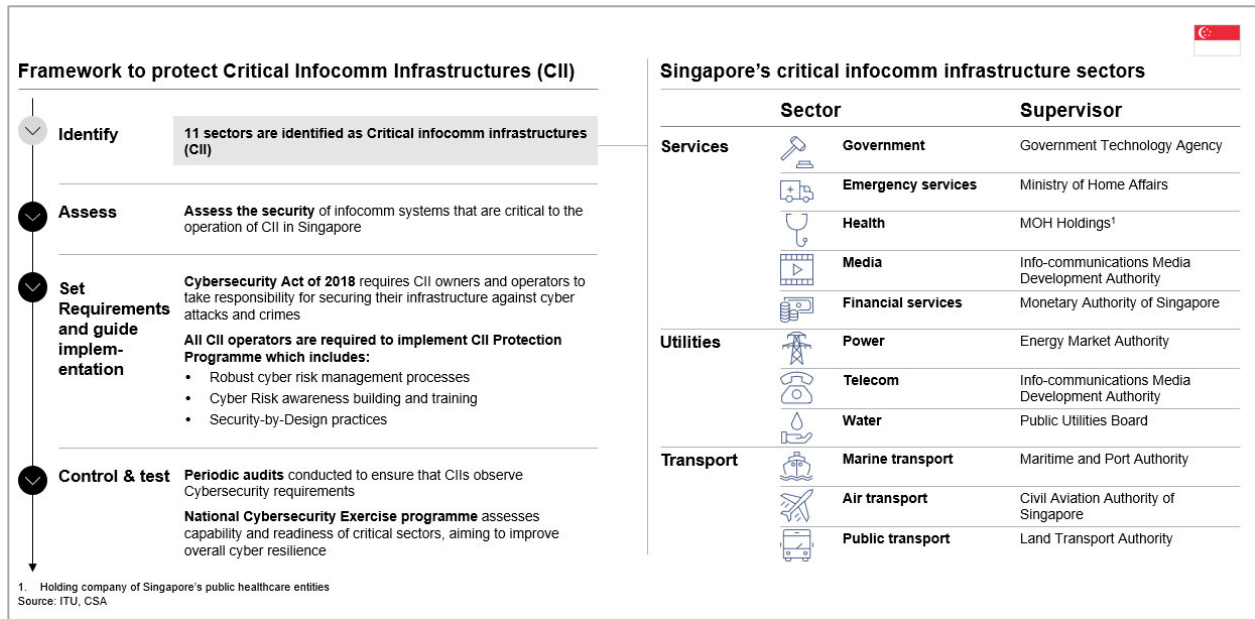 Framework to protect Critical Infocomm Infrastructures (CII)
Identify
11 sectors are identified as Critical infocomm infrastructures
(CII)
Assess
Assess the security of infocomm systems that are critical to the
operation of CII in Singapore
Set
Requirements
and guide
implem-
entation
Cybersecurity Act of 2018 requires CII owners and operators to
take responsibility for securing their infrastructure against cyber
attacks and crimes
All CII operators are required to implement CII Protection
Programme which includes:
• Robust cyber risk management processes
• Cyber Risk awareness building and training
• Security-by-Design practices
Control & test
Periodic audits conducted to ensure that CIIs observe
Cybersecurity requirements
National Cybersecurity Exercise programme assesses
capability and readiness of critical sectors, aiming to improve
overall cyber resilience
1. Holding company of Singapore's public healthcare entities
Source: ITU, CSA
Singapore's critical infocomm infrastructure sectors
Sector Supervisor
Services
Government Government Technology Agency
Emergency services Ministry of Home Affairs
Health MOH Holdings1
Media Info-communications Media
Development Authority
Financial services Monetary Authority of Singapore
Utilities
Power Energy Market Authority
Telecom Info-communications Media
Development Authority
Water Public Utilities Board
Transport
Marine transport Maritime and Port Authority
Air transport Civil Aviation Authority of
Singapore
Public transport Land Transport Authority